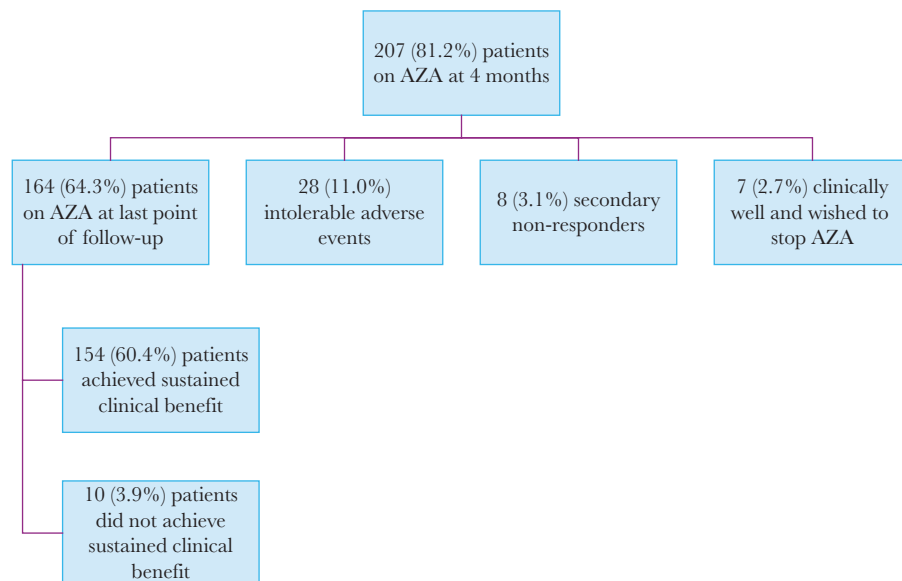 207 (81.2%) patients
on AZA at 4 months
164 (64.3%) patients
on AZA at last point
of follow-up
28 (11.0%)
intolerable adverse
events
8 (3.1%) secondary
non-responders
7 (2.7%) clinically
well and wished to
stop AZA
154 (60.4%) patients
achieved sustained
clinical benefit
10 (3.9%) patients
did not achieve
sustained clinical
benefit